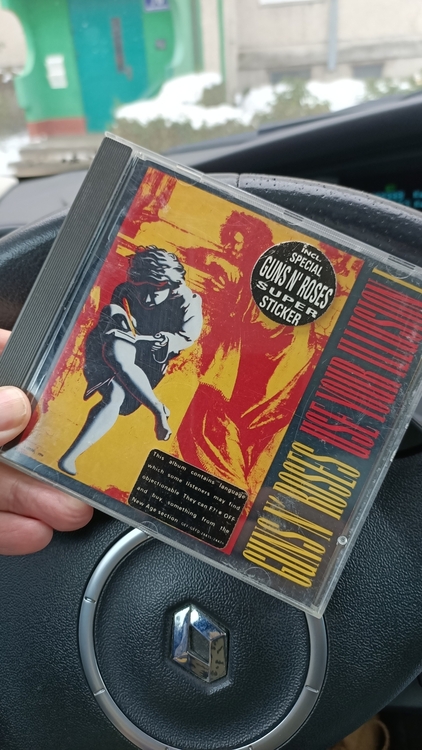 INCL.
SPECIAL
GUNS N' ROSES
SUPER
STICKER
GUNS N' ROSES
USE YOUR ILLUSION I
This album contains language
which some listeners may find
objectionable. They can F?!* OFF
and buy something from the
New Age section.